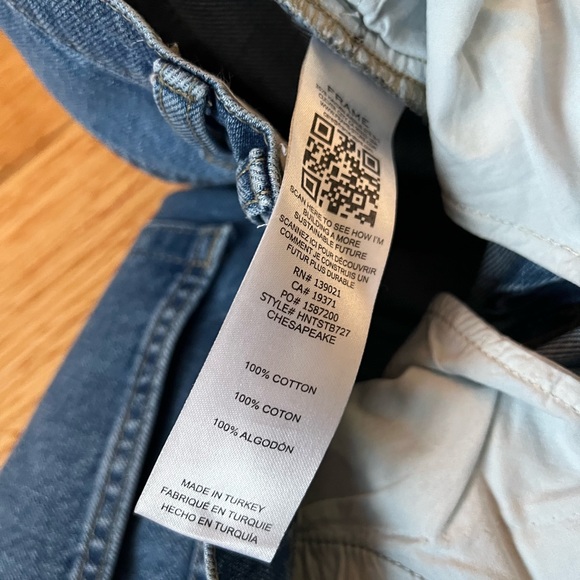 FRAME
SCAN HERE TO SEE HOW I'M
BUILDING A MORE
SUSTAINABLE FUTURE
SCANNEZ ICI POUR DÉCOUVRIR
COMMENT JE CONSTRUIS UN
FUTUR PLUS DURABLE
RN# 139021
CA# 19371
PO# 1587200
STYLE# HNTSTB727
CHESAPEAKE
100% COTTON
100% COTON
100% ALGODÓN
MADE IN TURKEY
FABRIQUÉ EN TURQUIE
HECHO EN TURQUÍA